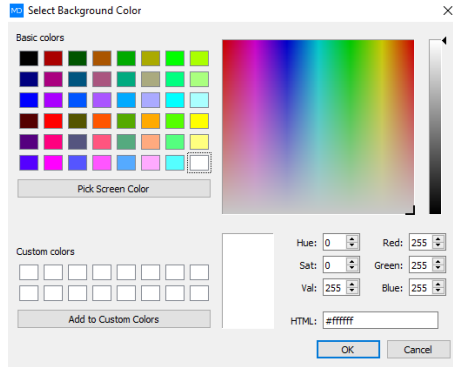 MD Select Background Color
Basic colors
Pick Screen Color
Custom colors
Add to Custom Colors
Hue: 0 Red: 255
Sat: 0 Green: 255
Val: 255 Blue: 255
HTML: #ffffff
OK Cancel